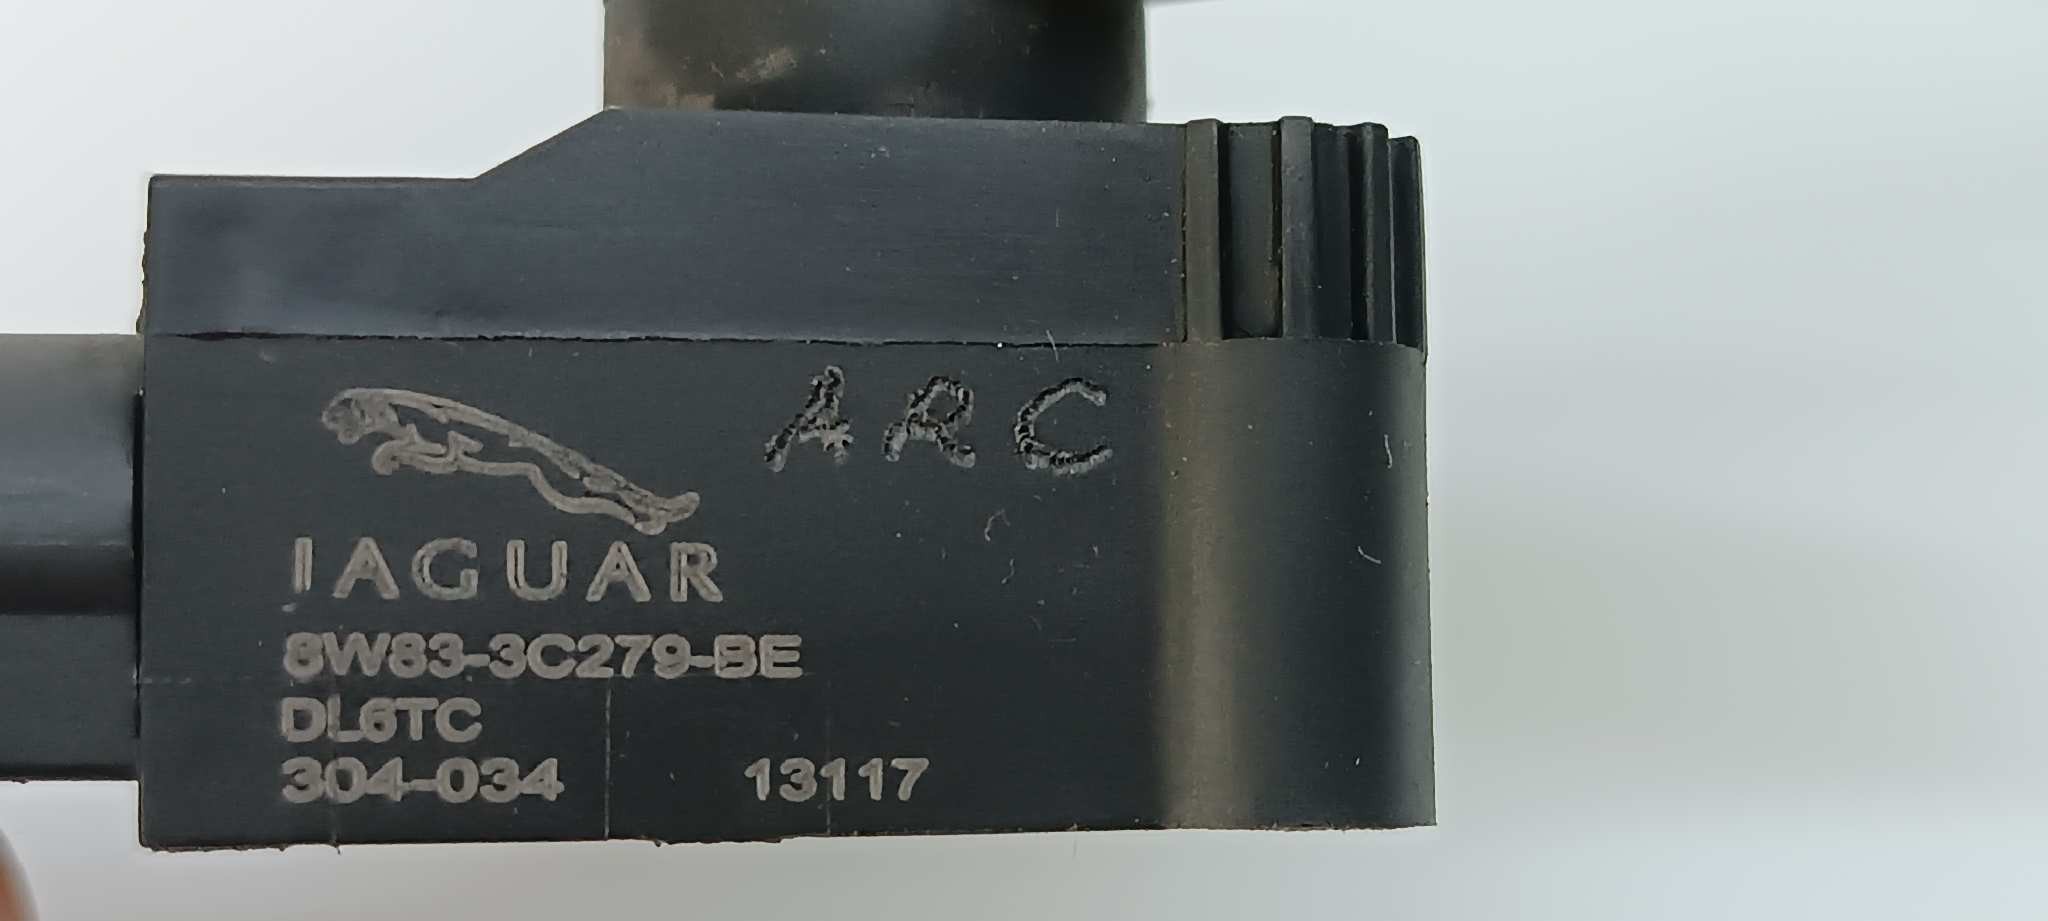 ARC
JAGUAR
8W83-3C279-BE
DL6TC
304-034 13117